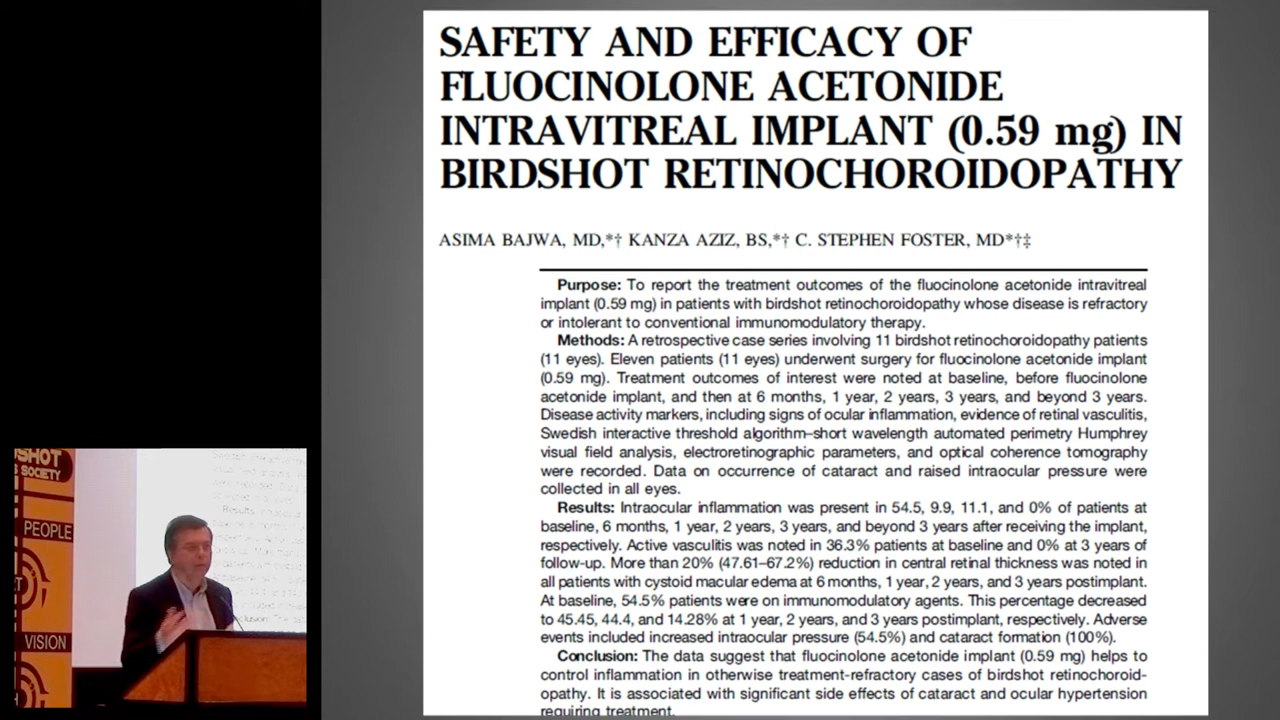 SAFETY AND EFFICACY OF
FLUOCINOLONE ACETONIDE
INTRAVITREAL IMPLANT (0.59 mg) IN
BIRDSHOT RETINOCHOROIDOPATHY
ASIMA BAJWA, MD,*† KANZA AZIZ, BS,*† C. STEPHEN FOSTER, MD*†‡
Purpose: To report the treatment outcomes of the fluocinolone acetonide intravitreal
implant (0.59 mg) in patients with birdshot retinochoroidopathy whose disease is refractory
or intolerant to conventional immunomodulatory therapy.
Methods: A retrospective case series involving 11 birdshot retinochoroidopathy patients
(11 eyes). Eleven patients (11 eyes) underwent surgery for fluocinolone acetonide implant
(0.59 mg). Treatment outcomes of interest were noted at baseline, before fluocinolone
acetonide implant, and then at 6 months, 1 year, 2 years, 3 years, and beyond 3 years.
Disease activity markers, including signs of ocular inflammation, evidence of retinal vasculitis,
Swedish interactive threshold algorithm–short wavelength automated perimetry Humphrey
visual field analysis, electroretinographic parameters, and optical coherence tomography
were recorded. Data on occurrence of cataract and raised intraocular pressure were
collected in all eyes.
Results: Intraocular inflammation was present in 54.5, 9.9, 11.1, and 0% of patients at
baseline, 6 months, 1 year, 2 years, 3 years, and beyond 3 years after receiving the implant,
respectively. Active vasculitis was noted in 36.3% patients at baseline and 0% at 3 years of
follow-up. More than 20% (47.61–67.2%) reduction in central retinal thickness was noted in
all patients with cystoid macular edema at 6 months, 1 year, 2 years, and 3 years postimplant.
At baseline, 54.5% patients were on immunomodulatory agents. This percentage decreased
to 45.45, 44.4, and 14.28% at 1 year, 2 years, and 3 years postimplant, respectively. Adverse
events included increased intraocular pressure (54.5%) and cataract formation (100%).
Conclusion: The data suggest that fluocinolone acetonide implant (0.59 mg) helps to
control inflammation in otherwise treatment-refractory cases of birdshot retinochoroid-
opathy. It is associated with significant side effects of cataract and ocular hypertension
requiring treatment.
SHOT
SOCIETY
PEOPLE
VISION